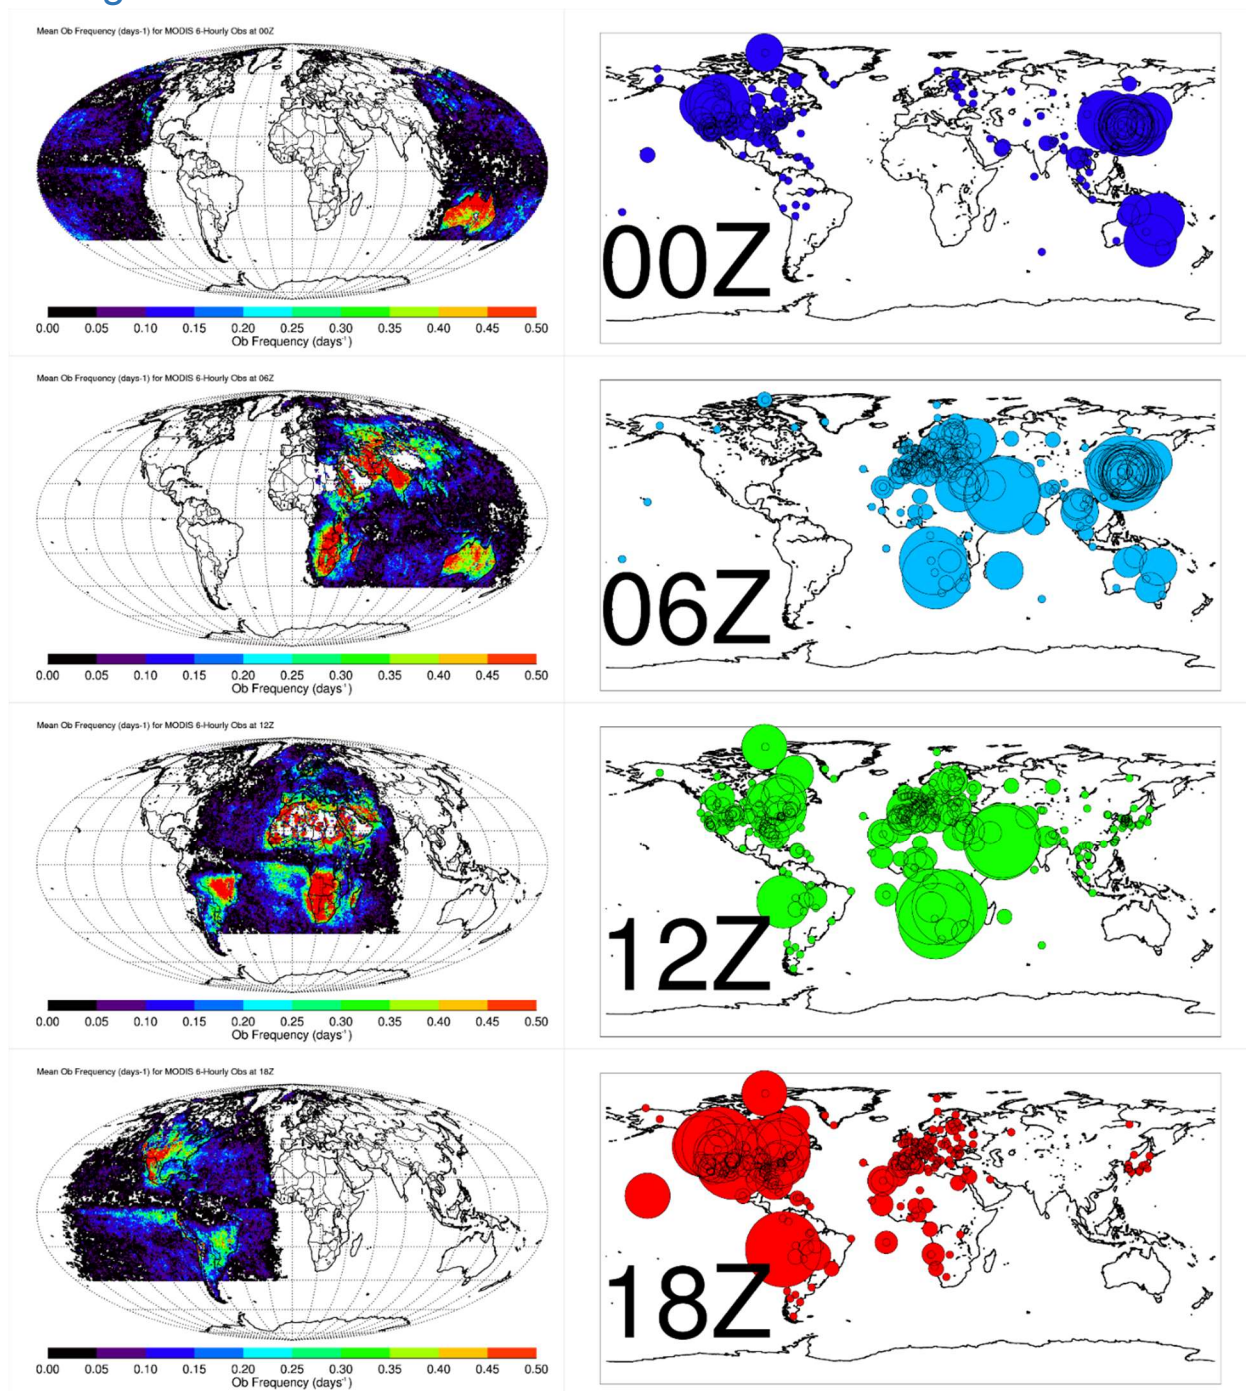 Mean Ob Frequency (days-1) for MODIS 6-Hourly Obs at 00Z
0.00 0.05 0.10 0.15 0.20 0.25 0.30 0.35 0.40 0.45 0.50
Ob Frequency (days⁻¹)
00Z
Mean Ob Frequency (days-1) for MODIS 6-Hourly Obs at 06Z
0.00 0.05 0.10 0.15 0.20 0.25 0.30 0.35 0.40 0.45 0.50
Ob Frequency (days⁻¹)
06Z
Mean Ob Frequency (days-1) for MODIS 6-Hourly Obs at 12Z
0.00 0.05 0.10 0.15 0.20 0.25 0.30 0.35 0.40 0.45 0.50
Ob Frequency (days⁻¹)
12Z
Mean Ob Frequency (days-1) for MODIS 6-Hourly Obs at 18Z
0.00 0.05 0.10 0.15 0.20 0.25 0.30 0.35 0.40 0.45 0.50
Ob Frequency (days⁻¹)
18Z